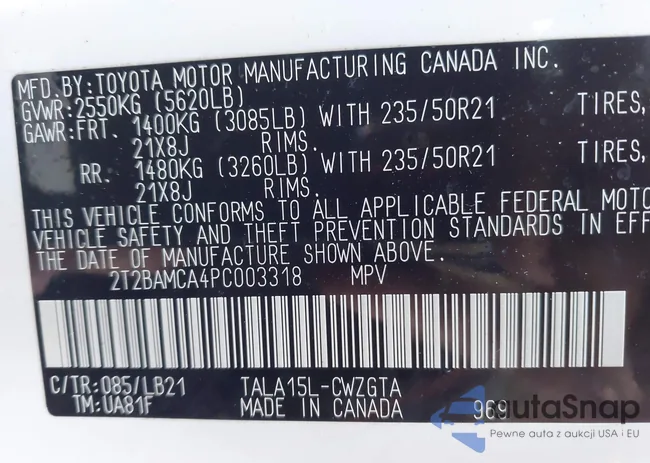 MFD.BY:TOYOTA MOTOR MANUFACTURING CANADA INC.
GVWR:2550KG (5620LB)
GAWR:FRT. 1400KG (3085LB) WITH 235/50R21 TIRES,
21X8J RIMS.
RR. 1480KG (3260LB) WITH 235/50R21 TIRES,
21X8J RIMS.
THIS VEHICLE CONFORMS TO ALL APPLICABLE FEDERAL MOTO
VEHICLE SAFETY AND THEFT PREVENTION STANDARDS IN EFF
THE DATE OF MANUFACTURE SHOWN ABOVE.
2T2BAMCA4PC003318 MPV
C/TR:085/LB21 TALA15L-CWZGTA
TM:UA81F MADE IN CANADA 969
autaSnap
Pewne auta z aukcji USA i EU